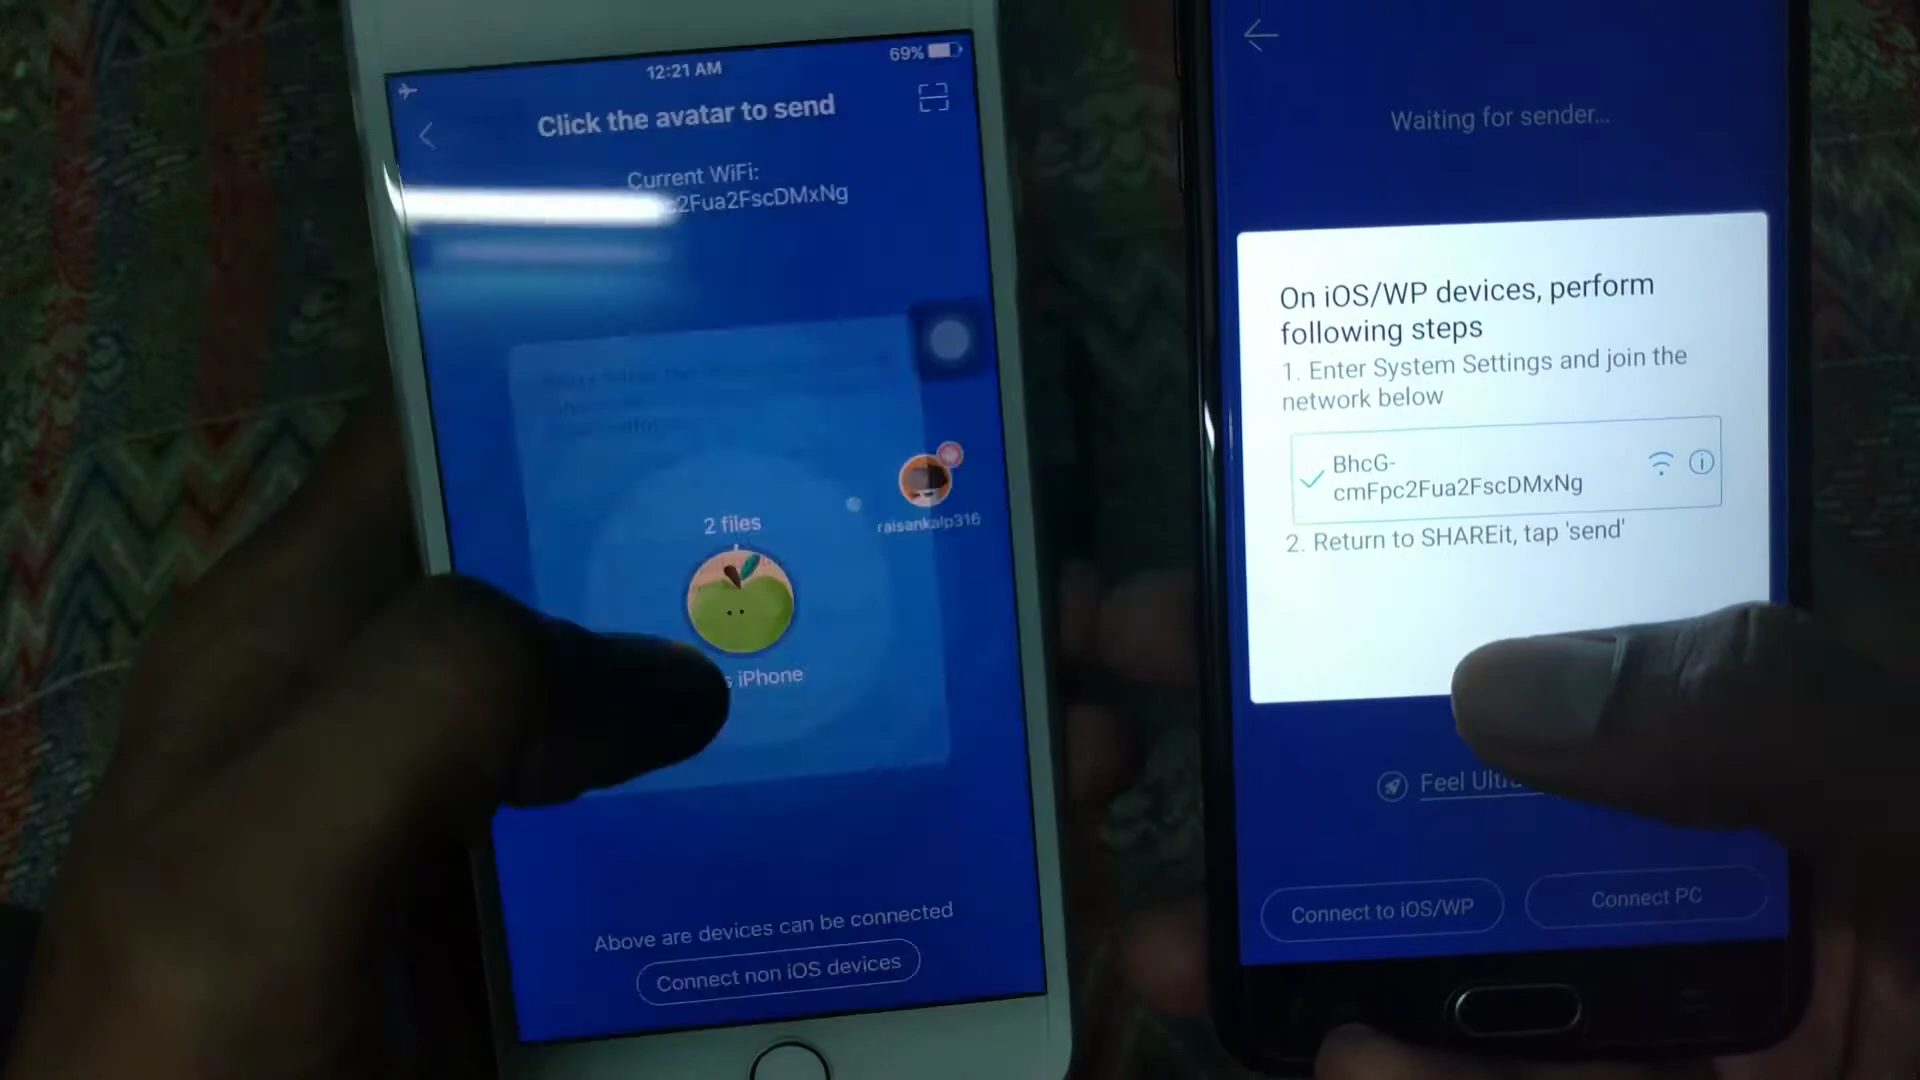 12:21 AM
69%
Click the avatar to send
Current WiFi:
2Fua2FscDMxNg
2 files
raisankalp316
iPhone
Above are devices can be connected
Connect non iOS devices
Waiting for sender...
On iOS/WP devices, perform
following steps
1. Enter System Settings and join the
network below
BhcG-
cmFpc2Fua2FscDMxNg
2. Return to SHAREit, tap 'send'
Feel
Connect to iOS/WP
Connect PC